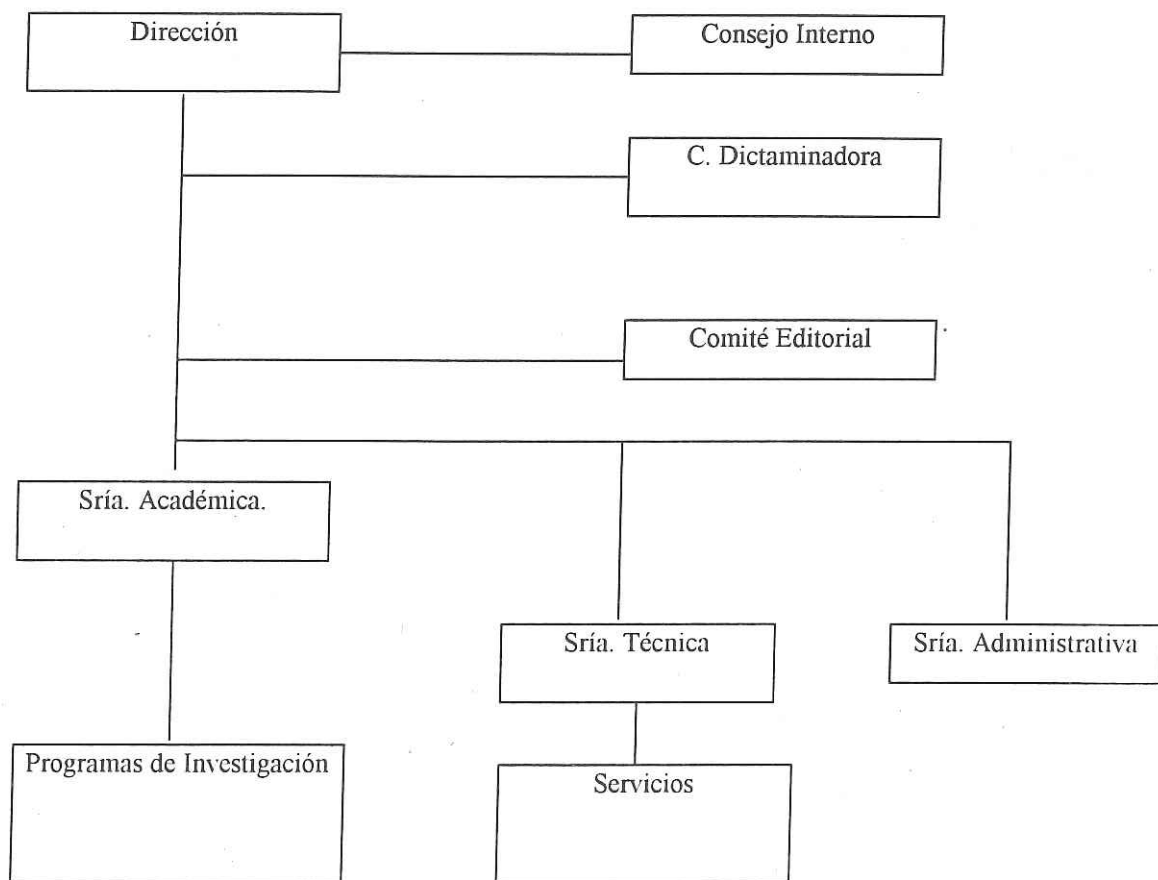 Dirección
Consejo Interno
C. Dictaminadora
Comité Editorial
Sría. Académica.
Sría. Técnica
Sría. Administrativa
Programas de Investigación
Servicios